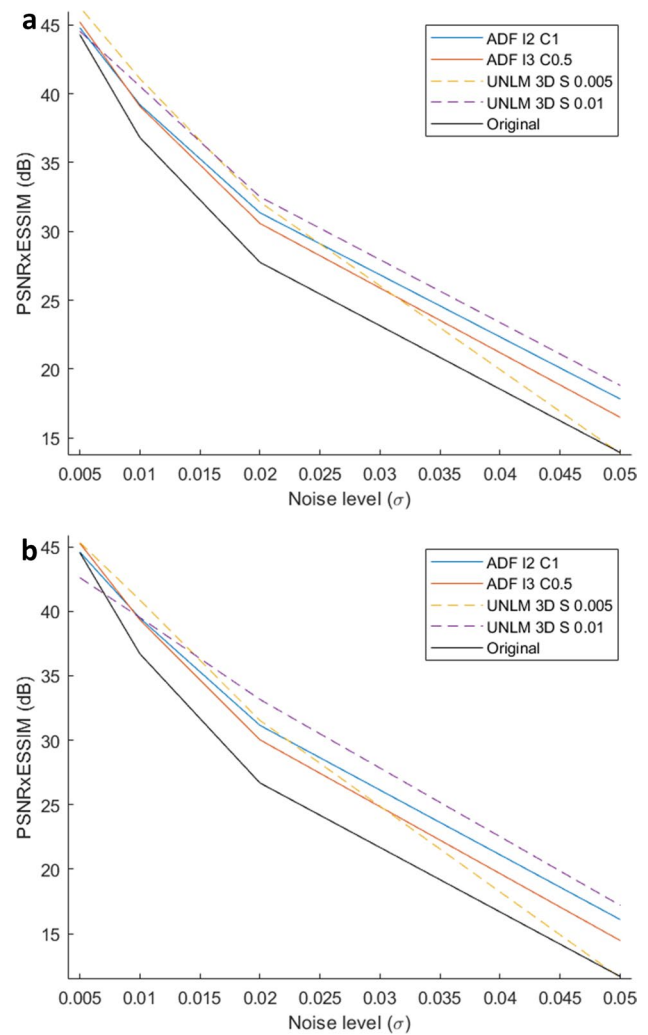 a
45
40
35
30
25
20
15
PSNRxESSIM (dB)
ADF I2 C1
ADF I3 C0.5
UNLM 3D S 0.005
UNLM 3D S 0.01
Original
0.005 0.01 0.015 0.02 0.025 0.03 0.035 0.04 0.045 0.05
Noise level (σ)
b
45
40
35
30
25
20
15
PSNRxESSIM (dB)
ADF I2 C1
ADF I3 C0.5
UNLM 3D S 0.005
UNLM 3D S 0.01
Original
0.005 0.01 0.015 0.02 0.025 0.03 0.035 0.04 0.045 0.05
Noise level (σ)